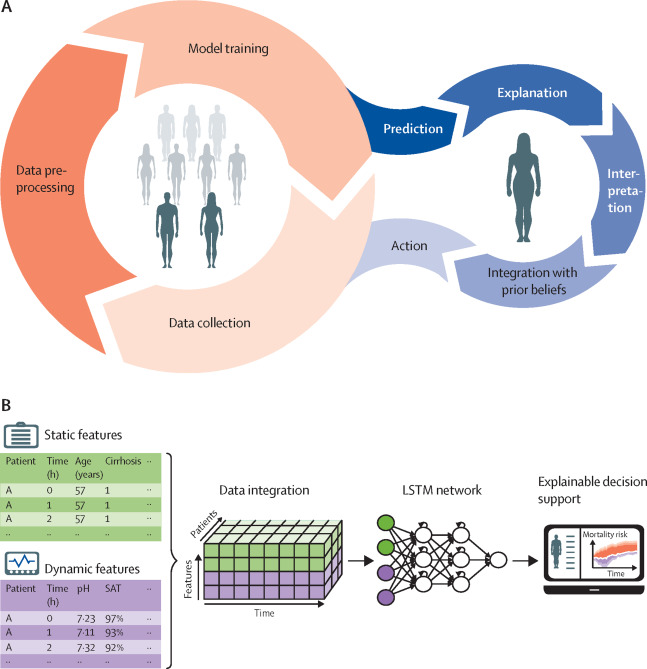 A
Model training
Data pre-
processing
Data collection
Prediction
Explanation
Inter-
preta-
tion
Integration with
prior beliefs
Action
B
Static features
Patient Time Age Cirrhosis ··
(h) (years)
A 0 57 1 ··
A 1 57 1 ··
A 2 57 1 ··
·· ·· ·· ·· ··
Dynamic features
Patient Time pH SAT ··
(h)
A 0 7·23 97% ··
A 1 7·11 93% ··
A 2 7·32 92% ··
·· ·· ·· ·· ··
Data integration
Patients
Features
Time
LSTM network
Explainable decision
support
Mortality risk
Time